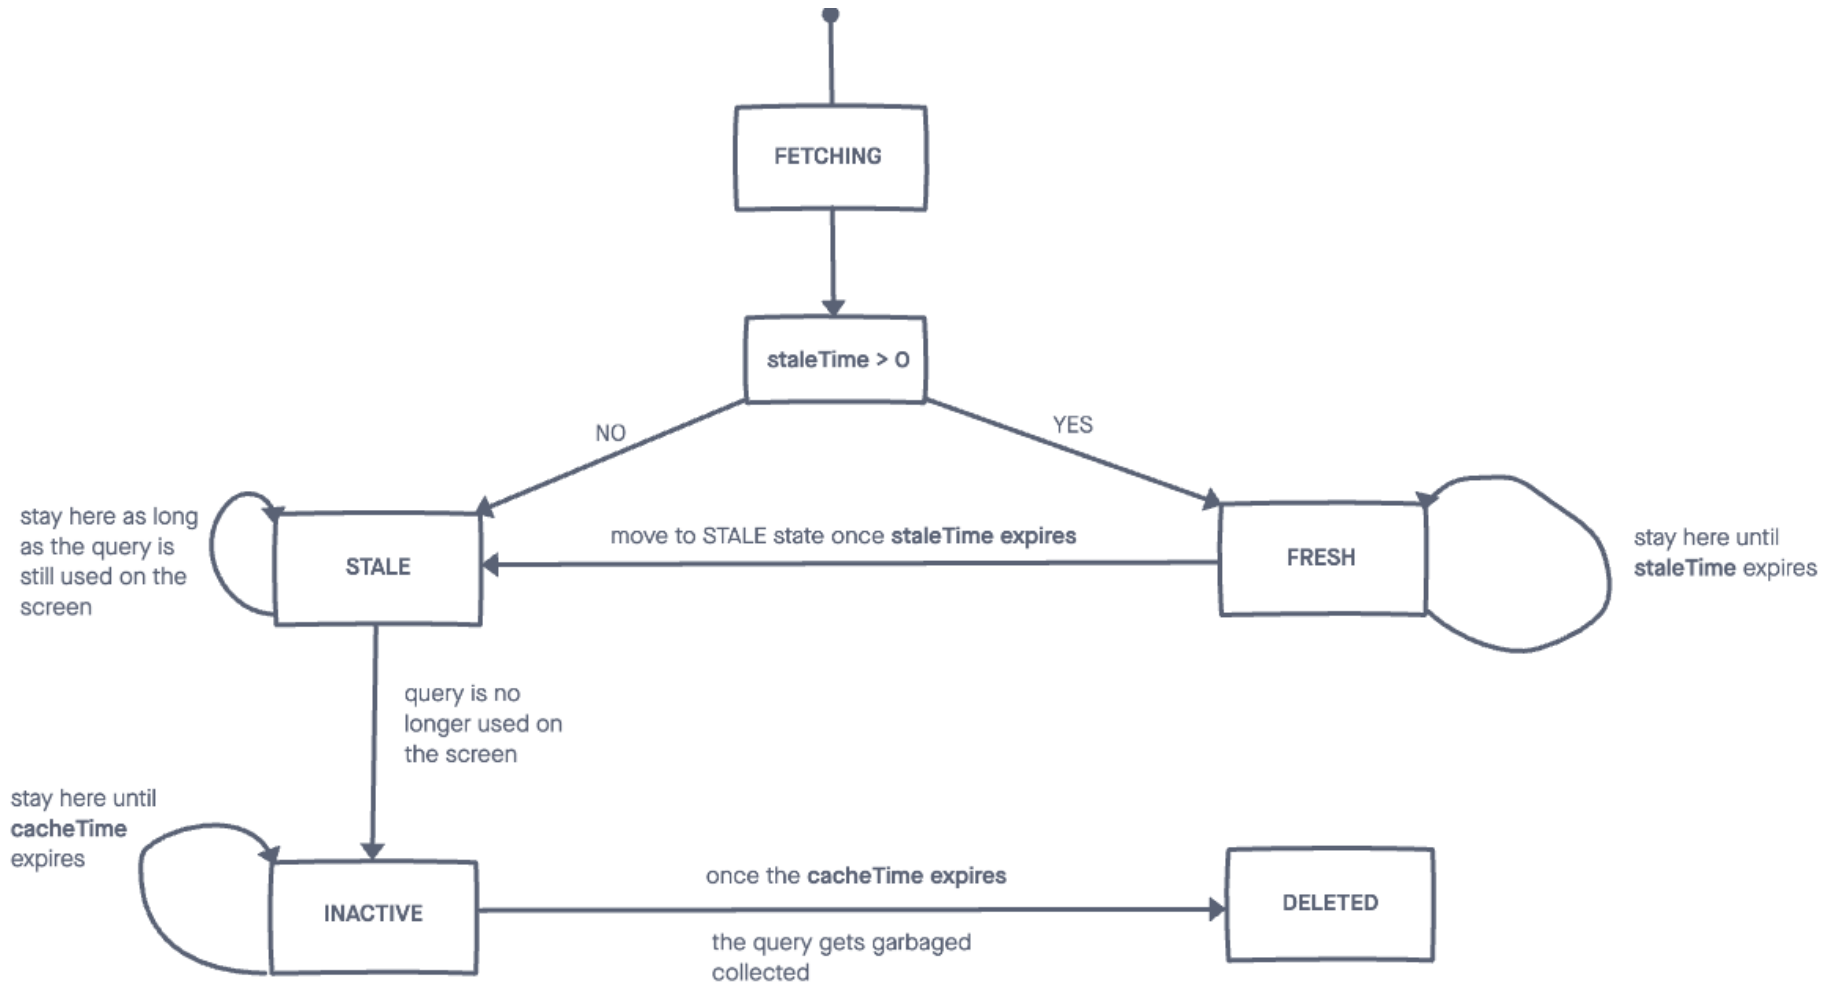 FETCHING
staleTime > 0
NO
YES
stay here as long
as the query is
still used on the
screen
STALE
move to STALE state once staleTime expires
FRESH
stay here until
staleTime expires
query is no
longer used on
the screen
stay here until
cacheTime
expires
INACTIVE
once the cacheTime expires
the query gets garbaged
collected
DELETED